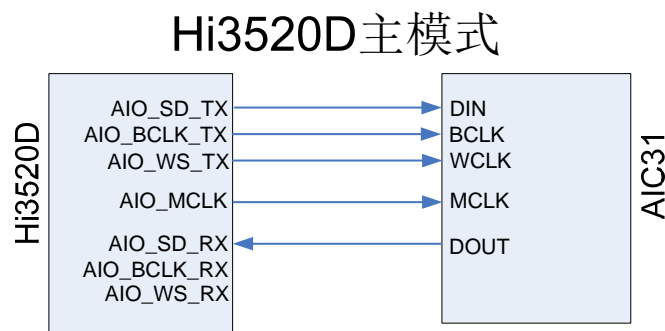 Hi3520D主模式
Hi3520D
AIO_SD_TX
AIO_BCLK_TX
AIO_WS_TX
AIO_MCLK
AIO_SD_RX
AIO_BCLK_RX
AIO_WS_RX
DIN
BCLK
WCLK
MCLK
DOUT
AIC31